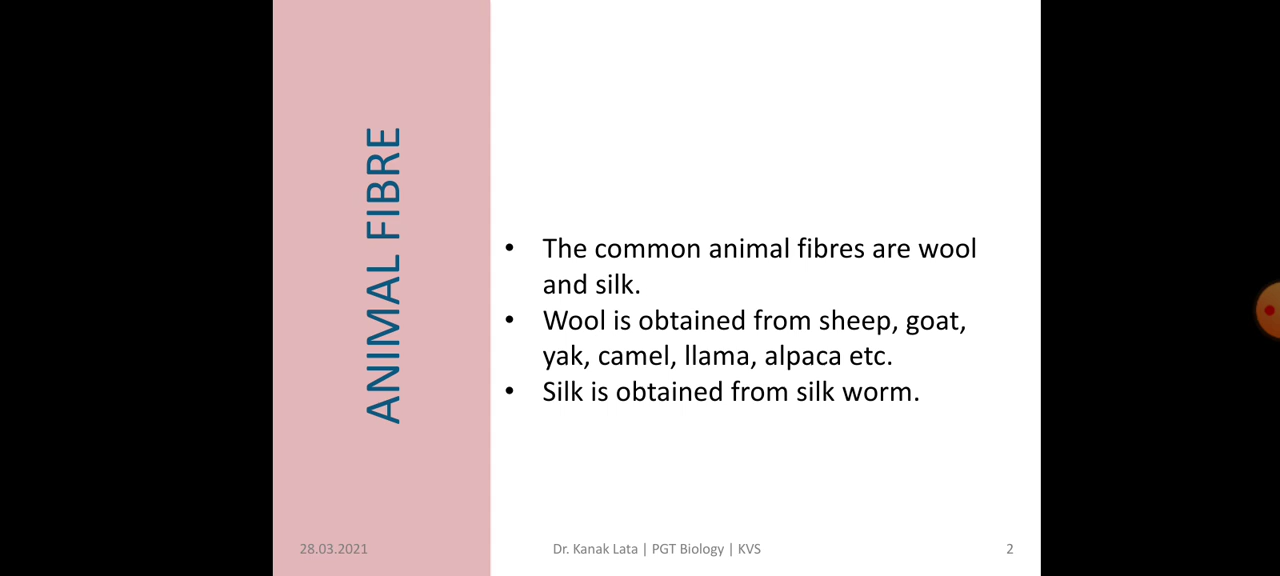 ANIMAL FIBRE
• The common animal fibres are wool
and silk.
• Wool is obtained from sheep, goat,
yak, camel, llama, alpaca etc.
• Silk is obtained from silk worm.
28.03.2021
Dr. Kanak Lata | PGT Biology | KVS
2